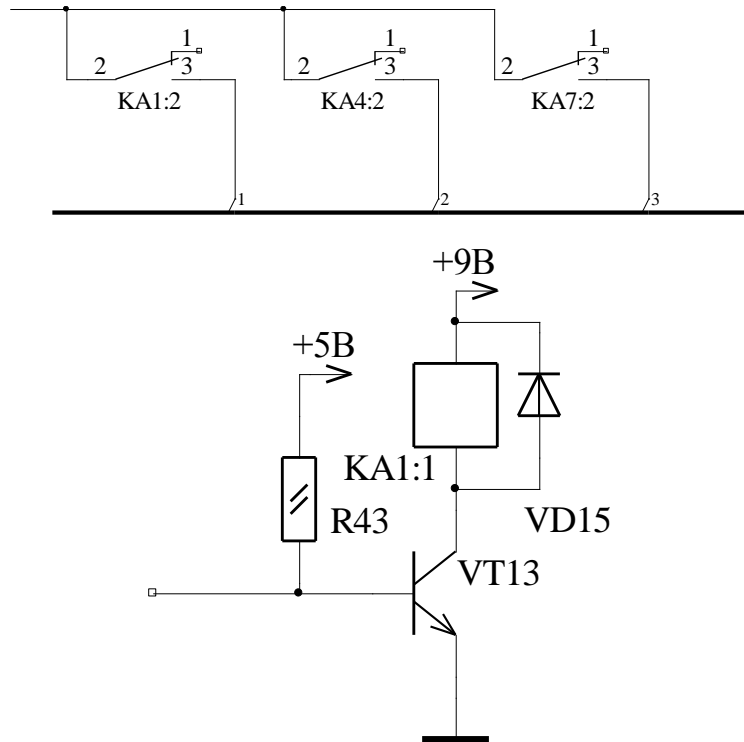 1 1 1
2 3 2 3 2 3
KA1:2 KA4:2 KA7:2
1 2 3
+9В
+5В
KA1:1
R43 VD15
VT13